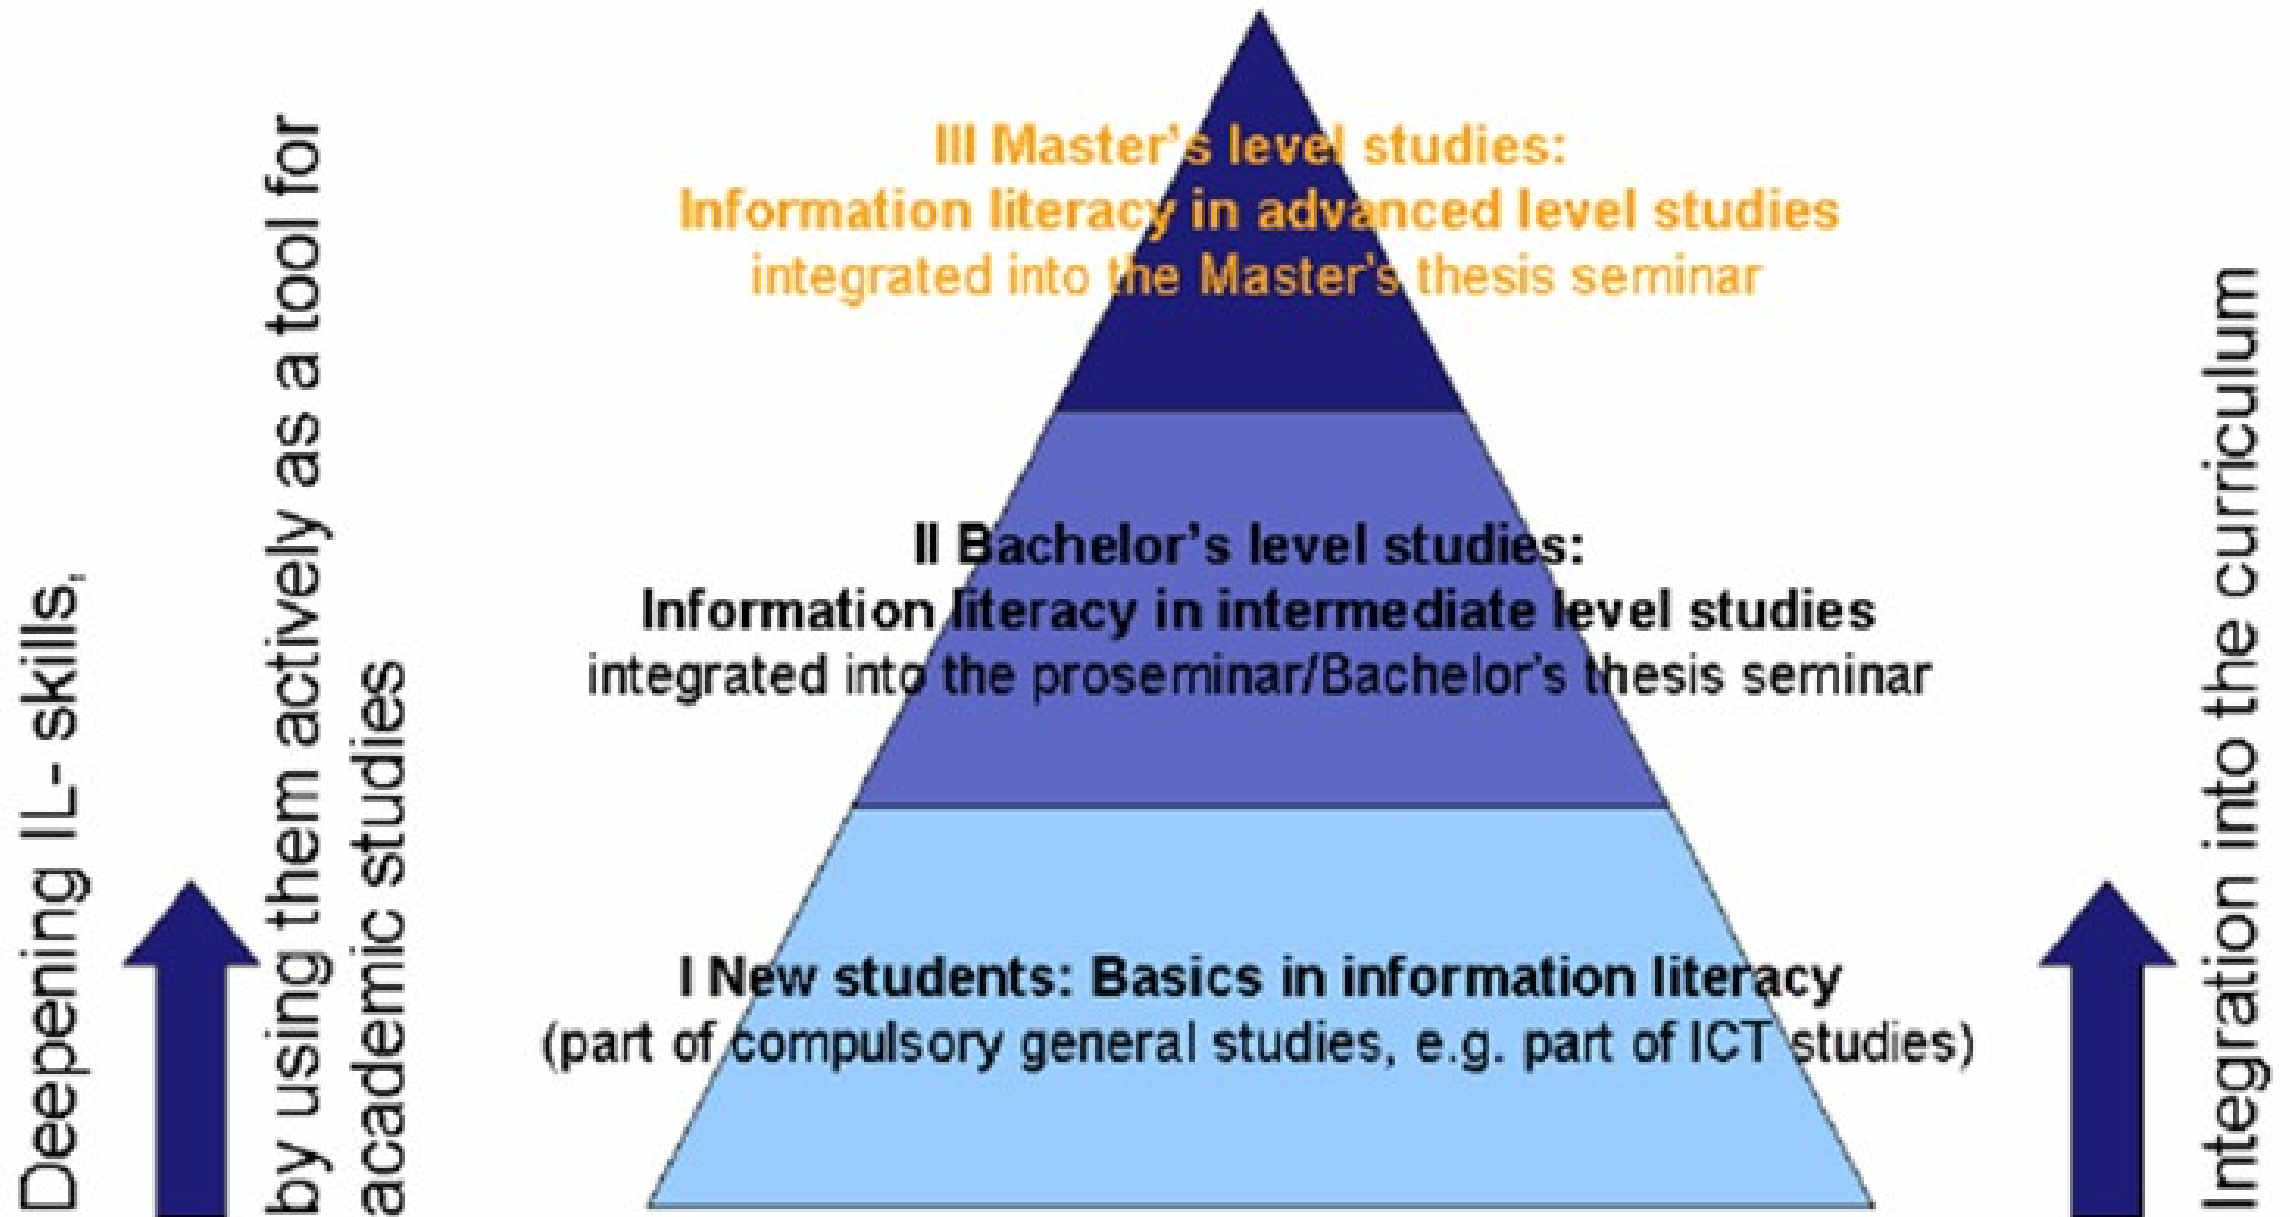 Deepening IL- skills,
by using them actively as a tool for
academic studies
III Master's level studies:
Information literacy in advanced level studies
integrated into the Master's thesis seminar
II Bachelor's level studies:
Information literacy in intermediate level studies
integrated into the proseminar/Bachelor's thesis seminar
I New students: Basics in information literacy
(part of compulsory general studies, e.g. part of ICT studies)
Integration into the curriculum